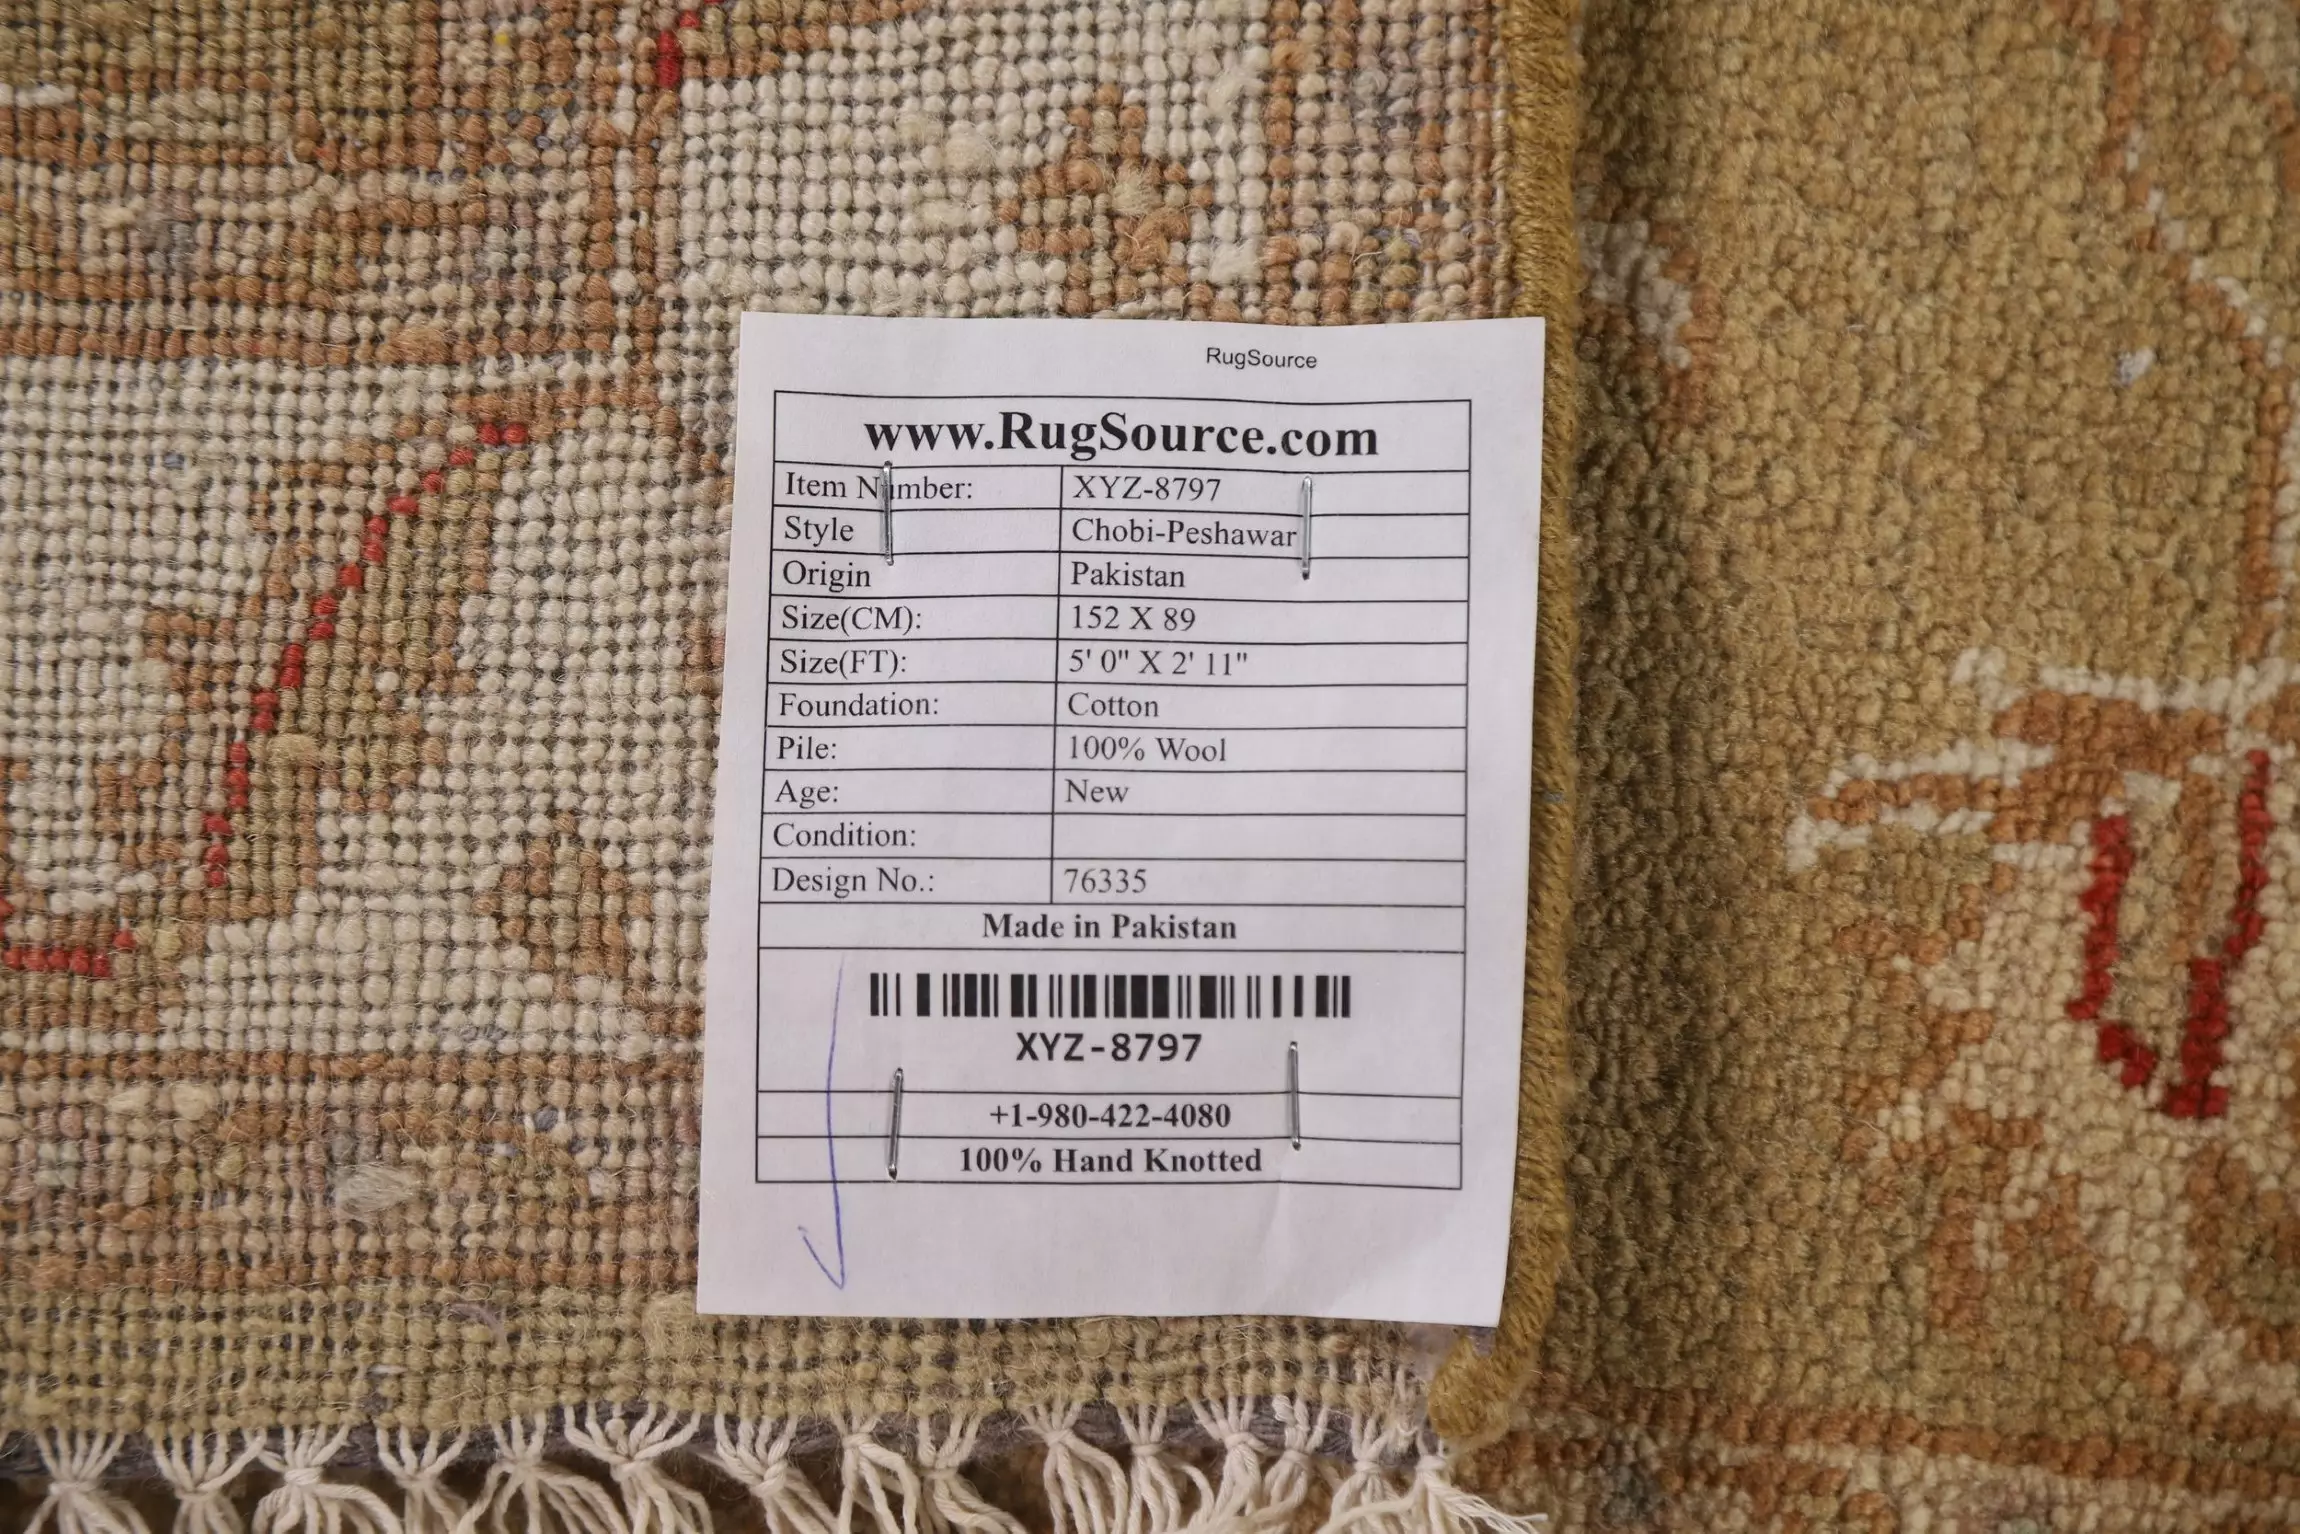 RugSource
www.RugSource.com
Item Number: XYZ-8797
Style Chobi-Peshawar
Origin Pakistan
Size(CM): 152 X 89
Size(FT): 5' 0" X 2' 11"
Foundation: Cotton
Pile: 100% Wool
Age: New
Condition:
Design No.: 76335
Made in Pakistan
XYZ-8797
+1-980-422-4080
100% Hand Knotted